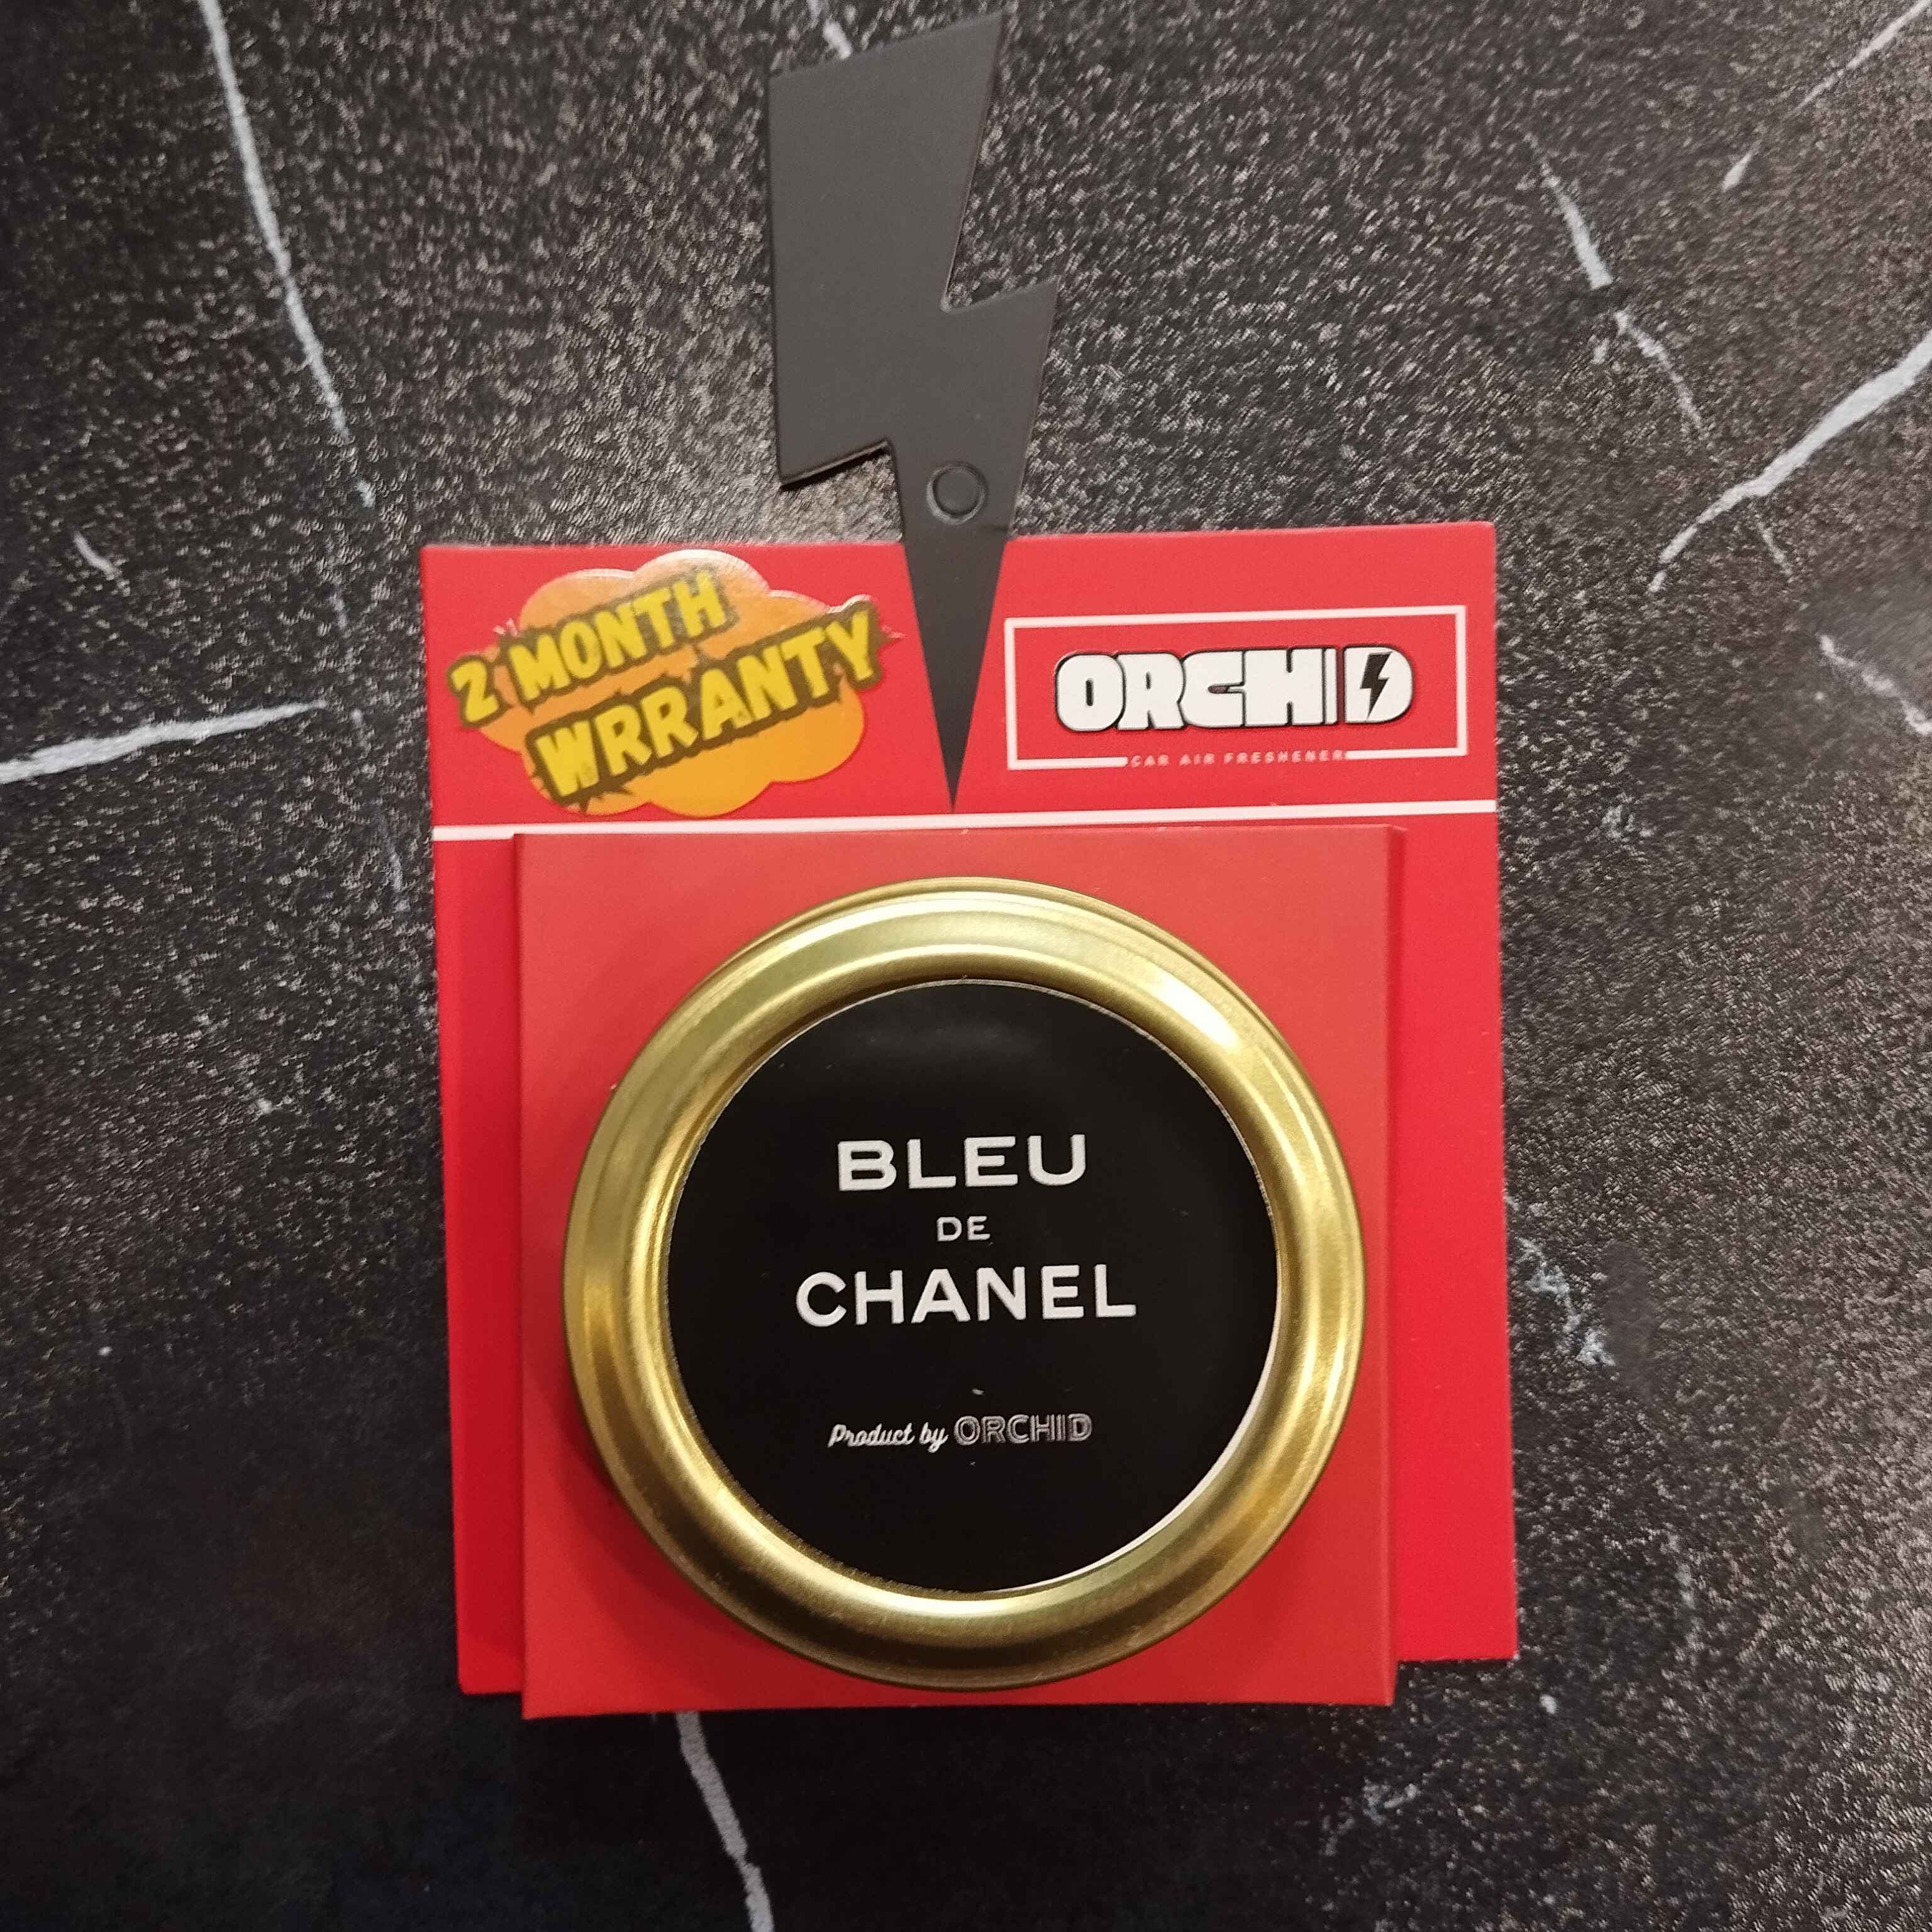 2 MONTH
WRRANTY
ORCHID
CAR AIR FRESHENER
BLEU
DE
CHANEL
Product by ORCHID